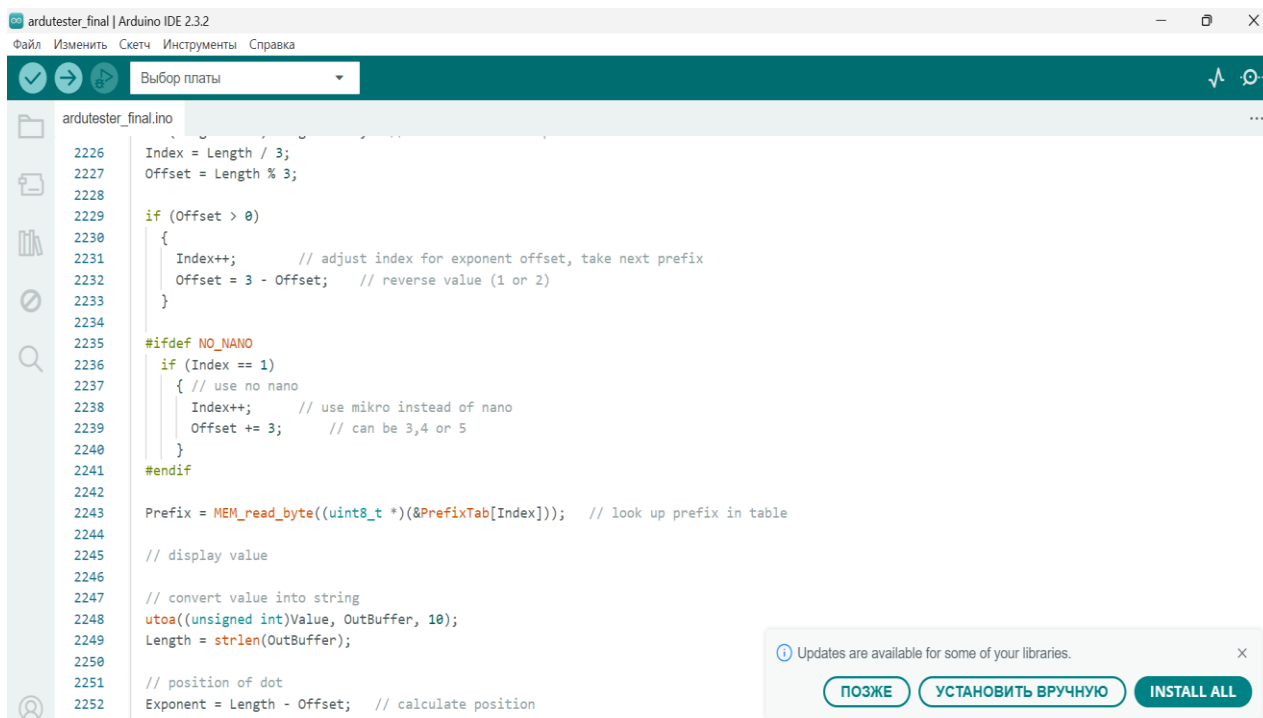 ardutester_final | Arduino IDE 2.3.2
Файл Изменить Скетч Инструменты Справка
Выбор платы
ardutester_final.ino
2226 Index = Length / 3;
2227 Offset = Length % 3;
2228
2229 if (Offset > 0)
2230 {
2231 Index++; // adjust index for exponent offset, take next prefix
2232 Offset = 3 - Offset; // reverse value (1 or 2)
2233 }
2234
2235 #ifdef NO_NANO
2236 if (Index == 1)
2237 { // use no nano
2238 Index++; // use mikro instead of nano
2239 Offset += 3; // can be 3,4 or 5
2240 }
2241 #endif
2242
2243 Prefix = MEM_read_byte((uint8_t *)(&PrefixTab[Index])); // look up prefix in table
2244
2245 // display value
2246
2247 // convert value into string
2248 utoa((unsigned int)Value, OutBuffer, 10);
2249 Length = strlen(OutBuffer);
2250
2251 // position of dot
2252 Exponent = Length - Offset; // calculate position
Updates are available for some of your libraries.
ПОЗЖЕ УСТАНОВИТЬ ВРУЧНУЮ INSTALL ALL